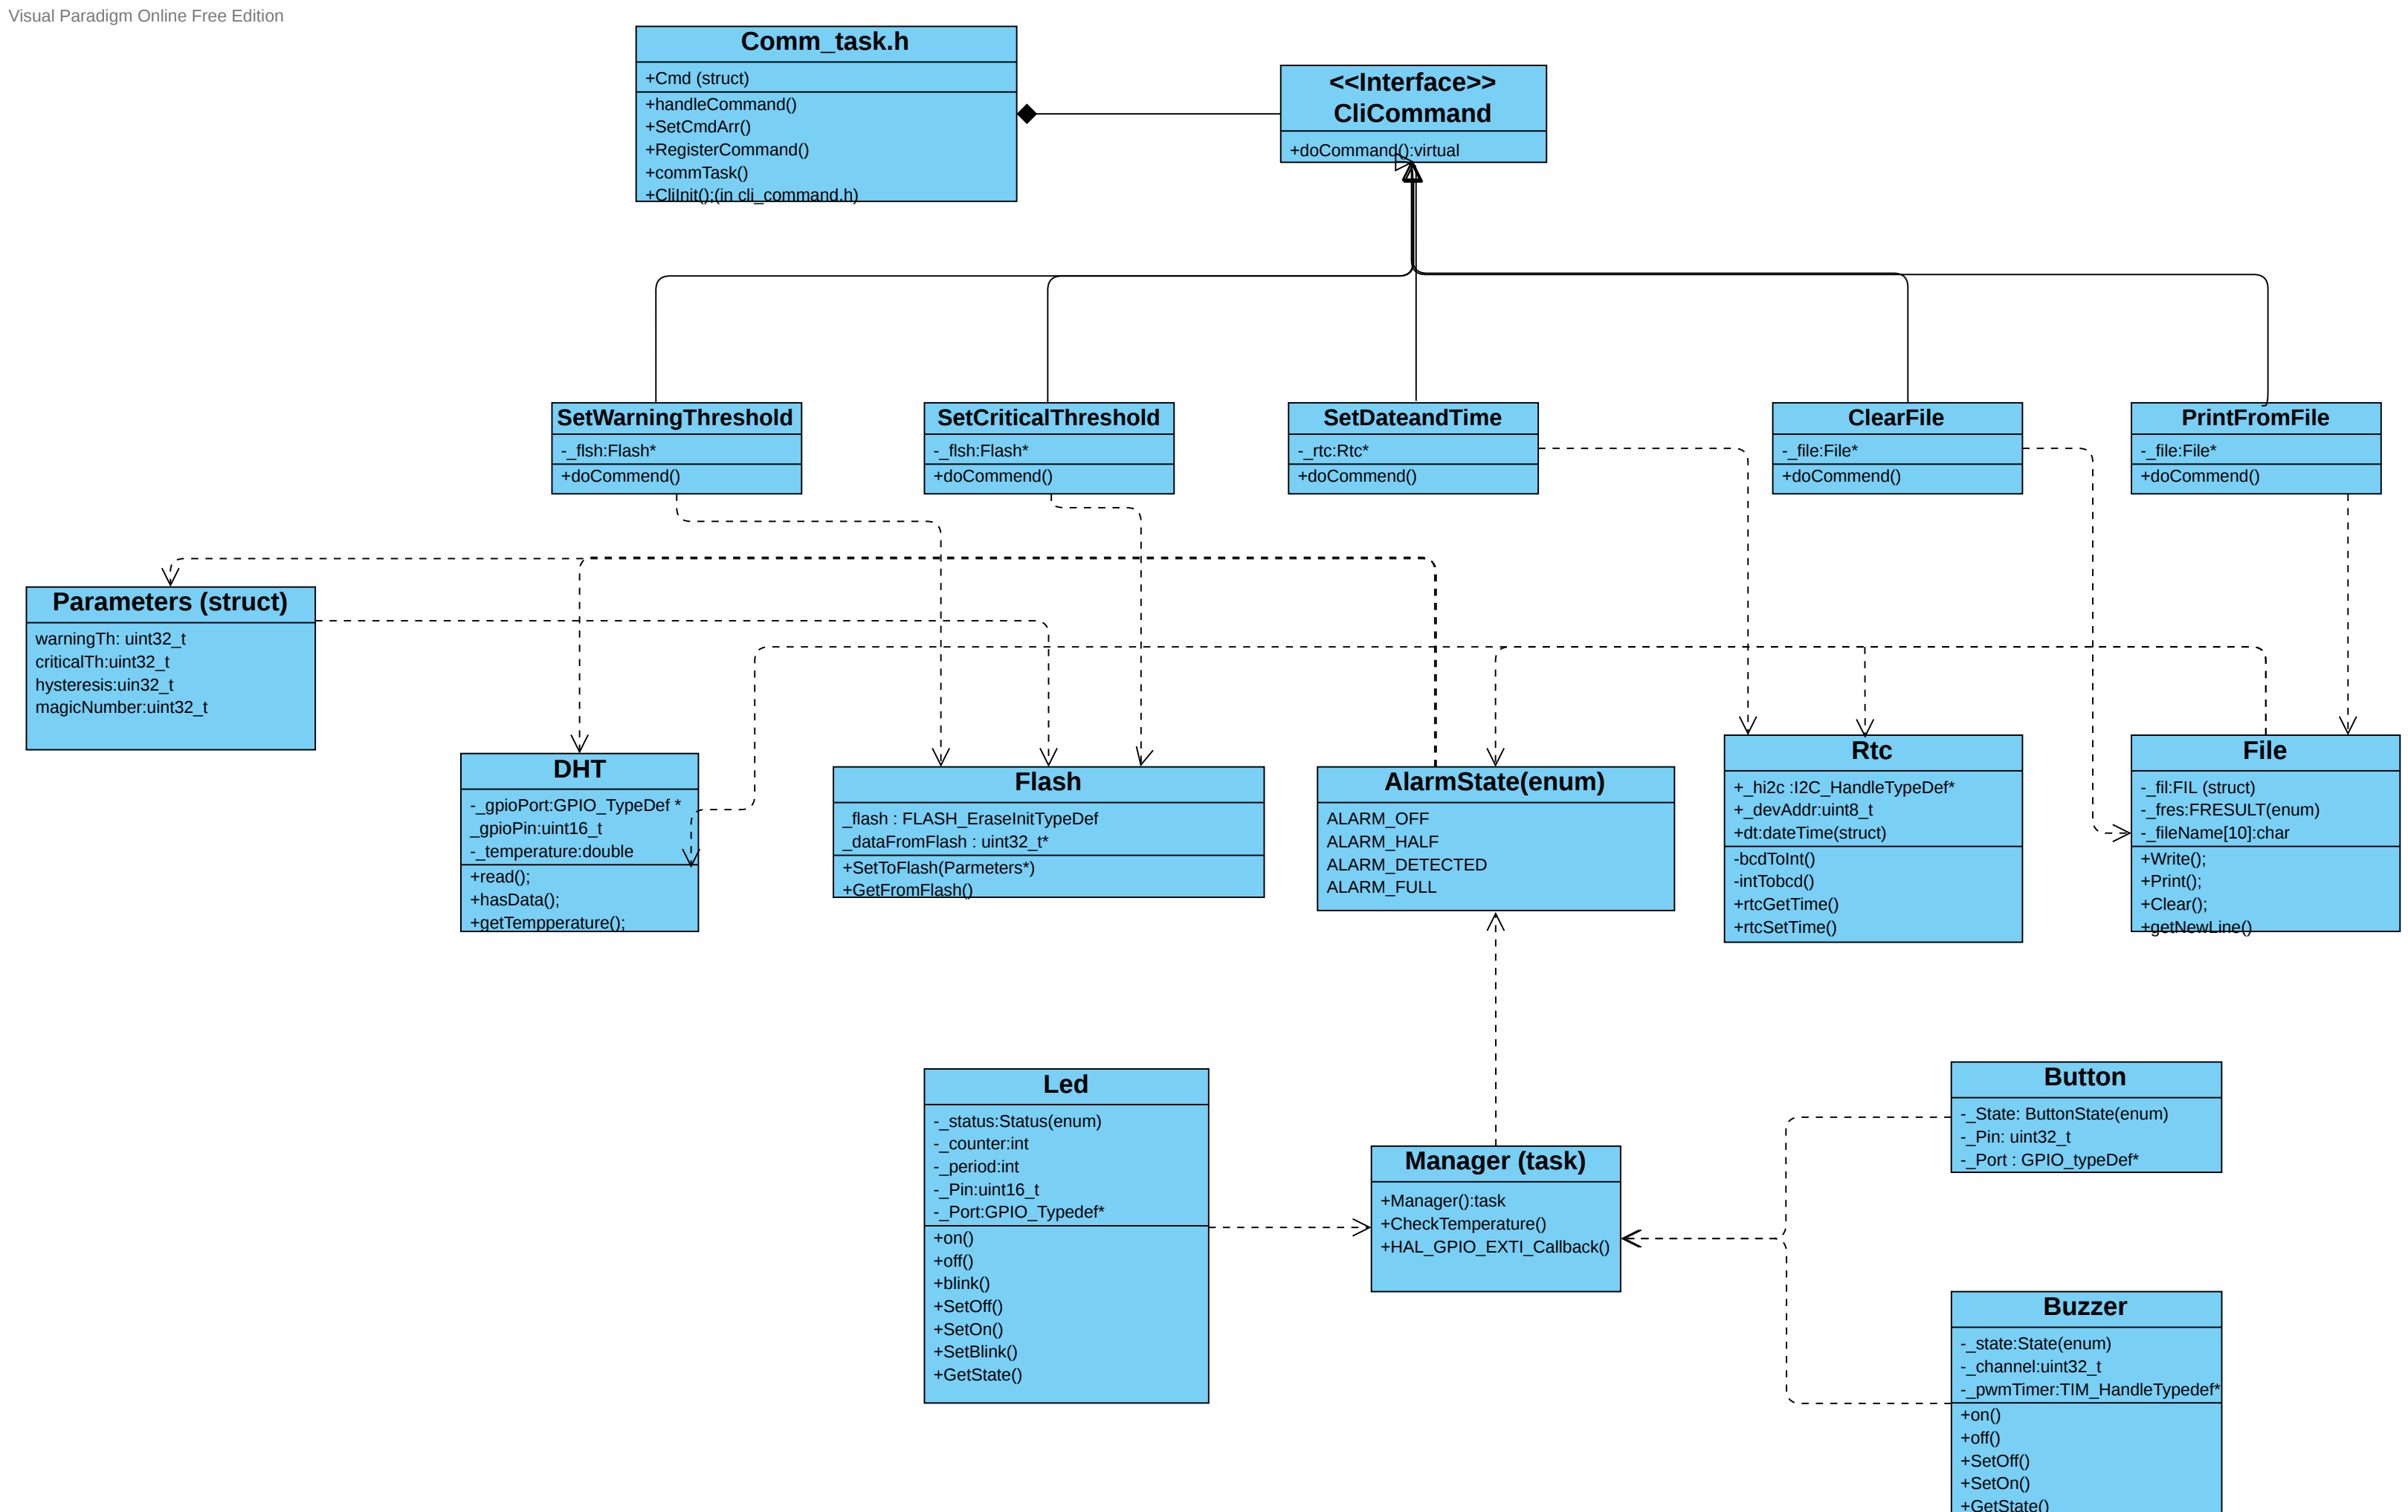 Visual Paradigm Online Free Edition
Comm_task.h
+Cmd (struct)
+handleCommand()
+SetCmdArr()
+RegisterCommand()
+commTask()
+CliInit();(in cli_command.h)
<<Interface>>
CliCommand
+doCommand():virtual
SetWarningThreshold
-_flsh:Flash*
+doCommend()
SetCriticalThreshold
-_flsh:Flash*
+doCommend()
SetDateandTime
-_rtc:Rtc*
+doCommend()
ClearFile
-_file:File*
+doCommend()
PrintFromFile
-_file:File*
+doCommend()
Parameters (struct)
warningTh: uint32_t
criticalTh:uint32_t
hysteresis:uin32_t
magicNumber:uint32_t
DHT
-_gpioPort:GPIO_TypeDef *
_gpioPin:uint16_t
-_temperature:double
+read();
+hasData();
+getTempperature();
Flash
_flash : FLASH_EraseInitTypeDef
_dataFromFlash : uint32_t*
+SetToFlash(Parmeters*)
+GetFromFlash()
AlarmState(enum)
ALARM_OFF
ALARM_HALF
ALARM_DETECTED
ALARM_FULL
Rtc
+_hi2c :I2C_HandleTypeDef*
+_devAddr:uint8_t
+dt:dateTime(struct)
-bcdToInt()
-intTobcd()
+rtcGetTime()
+rtcSetTime()
File
-_fil:FIL (struct)
-_fres:FRESULT(enum)
-_fileName[10]:char
+Write();
+Print();
+Clear();
+getNewLine()
Led
-_status:Status(enum)
-_counter:int
-_period:int
-_Pin:uint16_t
-_Port:GPIO_Typedef*
+on()
+off()
+blink()
+SetOff()
+SetOn()
+SetBlink()
+GetState()
Manager (task)
+Manager():task
+CheckTemperature()
+HAL_GPIO_EXTI_Callback()
Button
-_State: ButtonState(enum)
-_Pin: uint32_t
-_Port : GPIO_typeDef*
Buzzer
-_state:State(enum)
-_channel:uint32_t
-_pwmTimer:TIM_HandleTypedef*
+on()
+off()
+SetOff()
+SetOn()
+GetState()